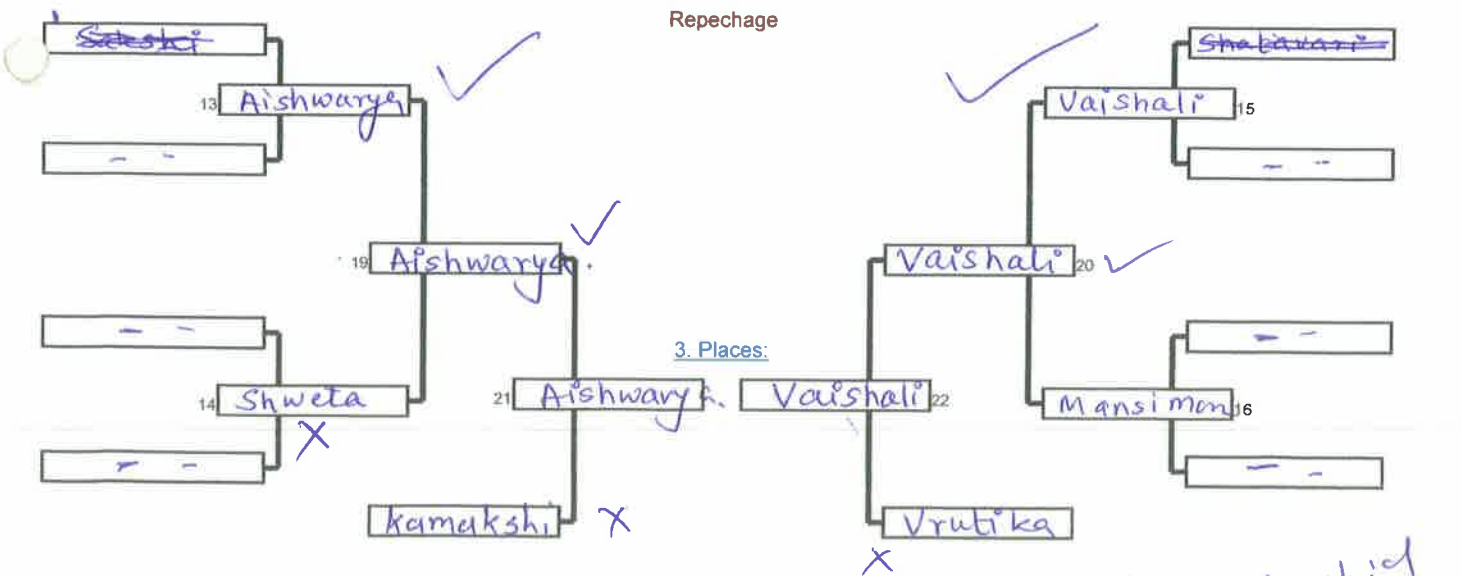 Repechage
13 Aishwarya
Vaishali 15
- -
- -
19 Aishwarya.
Vaishali 20
- -
- -
3. Places:
14 Shweta
21 Aishwarya.
Vaishali 22
Mansi mon 16
- -
- -
Kamakshi
Vrutika